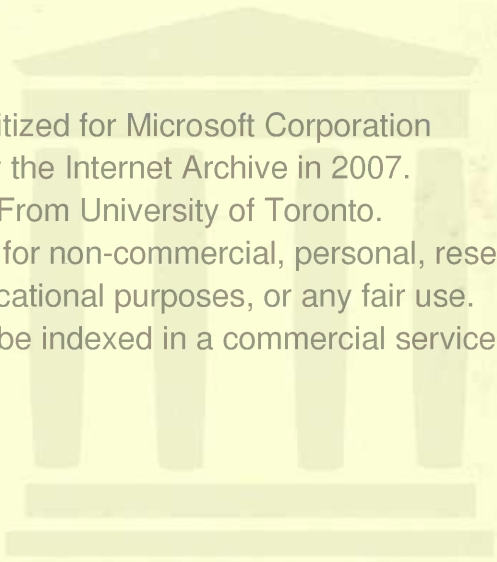 itized for Microsoft Corporation
the Internet Archive in 2007.
From University of Toronto.
for non-commercial, personal, rese
cational purposes, or any fair use.
be indexed in a commercial service